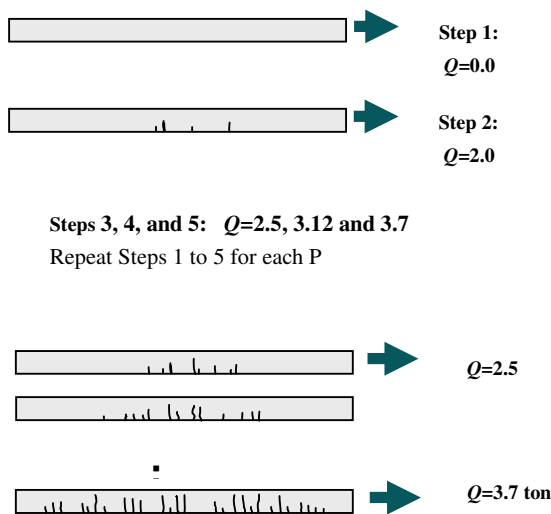 Step 1:
Q=0.0
Step 2:
Q=2.0
Steps 3, 4, and 5: Q=2.5, 3.12 and 3.7
Repeat Steps 1 to 5 for each P
Q=2.5
Q=3.7 ton